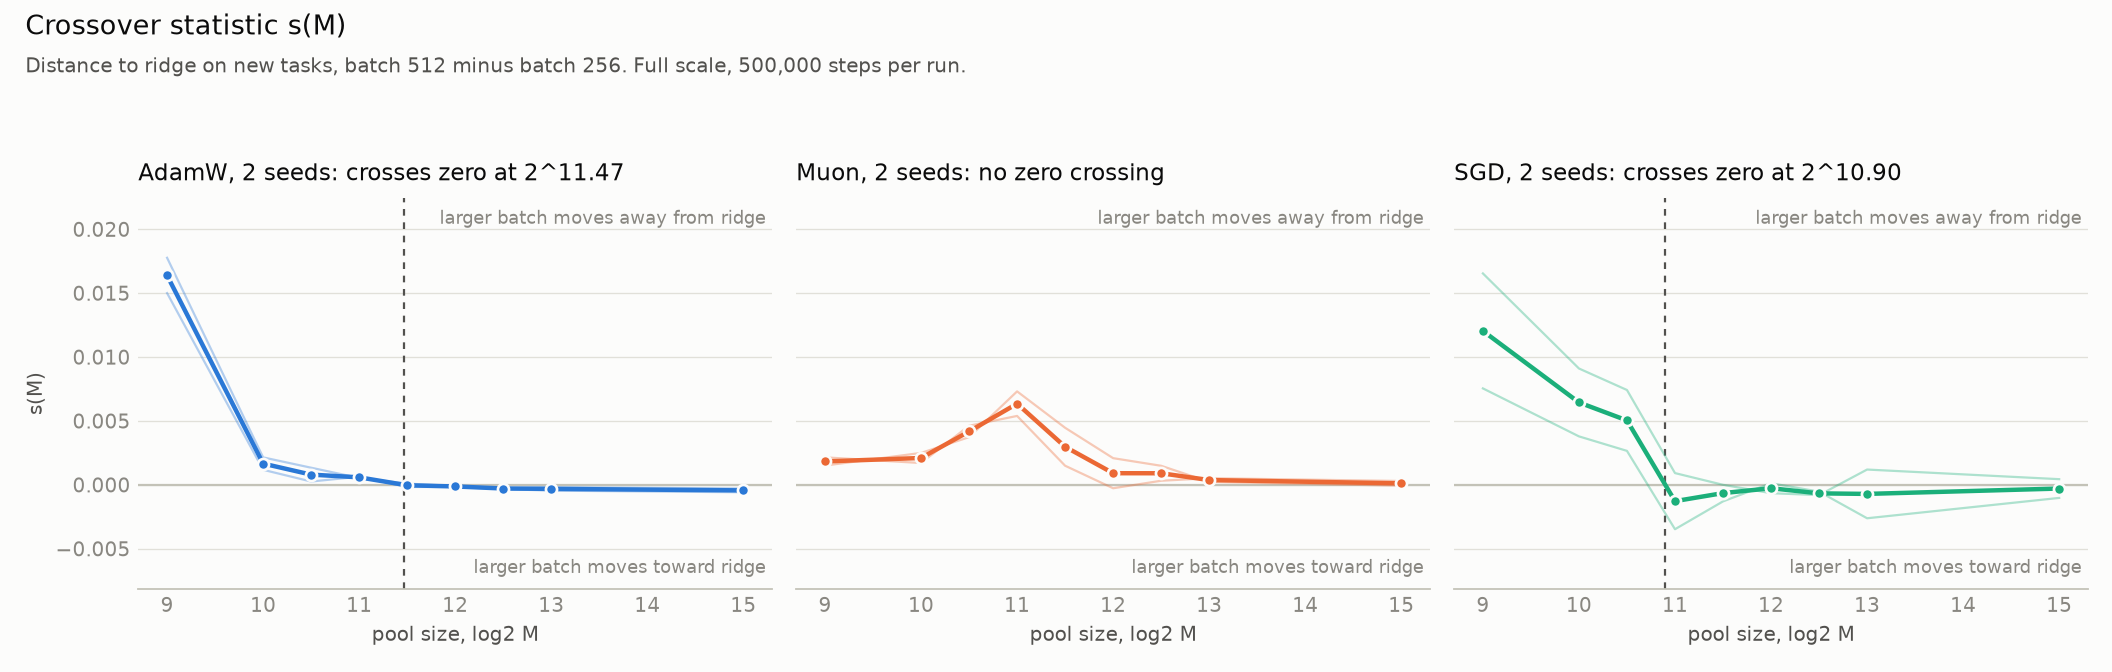 Crossover statistic s(M)
Distance to ridge on new tasks, batch 512 minus batch 256. Full scale, 500,000 steps per run.
AdamW, 2 seeds: crosses zero at 2^11.47
larger batch moves away from ridge
0.020
0.015
0.010
0.005
0.000
−0.005
s(M)
larger batch moves toward ridge
9 10 11 12 13 14 15
pool size, log2 M
Muon, 2 seeds: no zero crossing
larger batch moves away from ridge
larger batch moves toward ridge
9 10 11 12 13 14 15
pool size, log2 M
SGD, 2 seeds: crosses zero at 2^10.90
larger batch moves away from ridge
larger batch moves toward ridge
9 10 11 12 13 14 15
pool size, log2 M